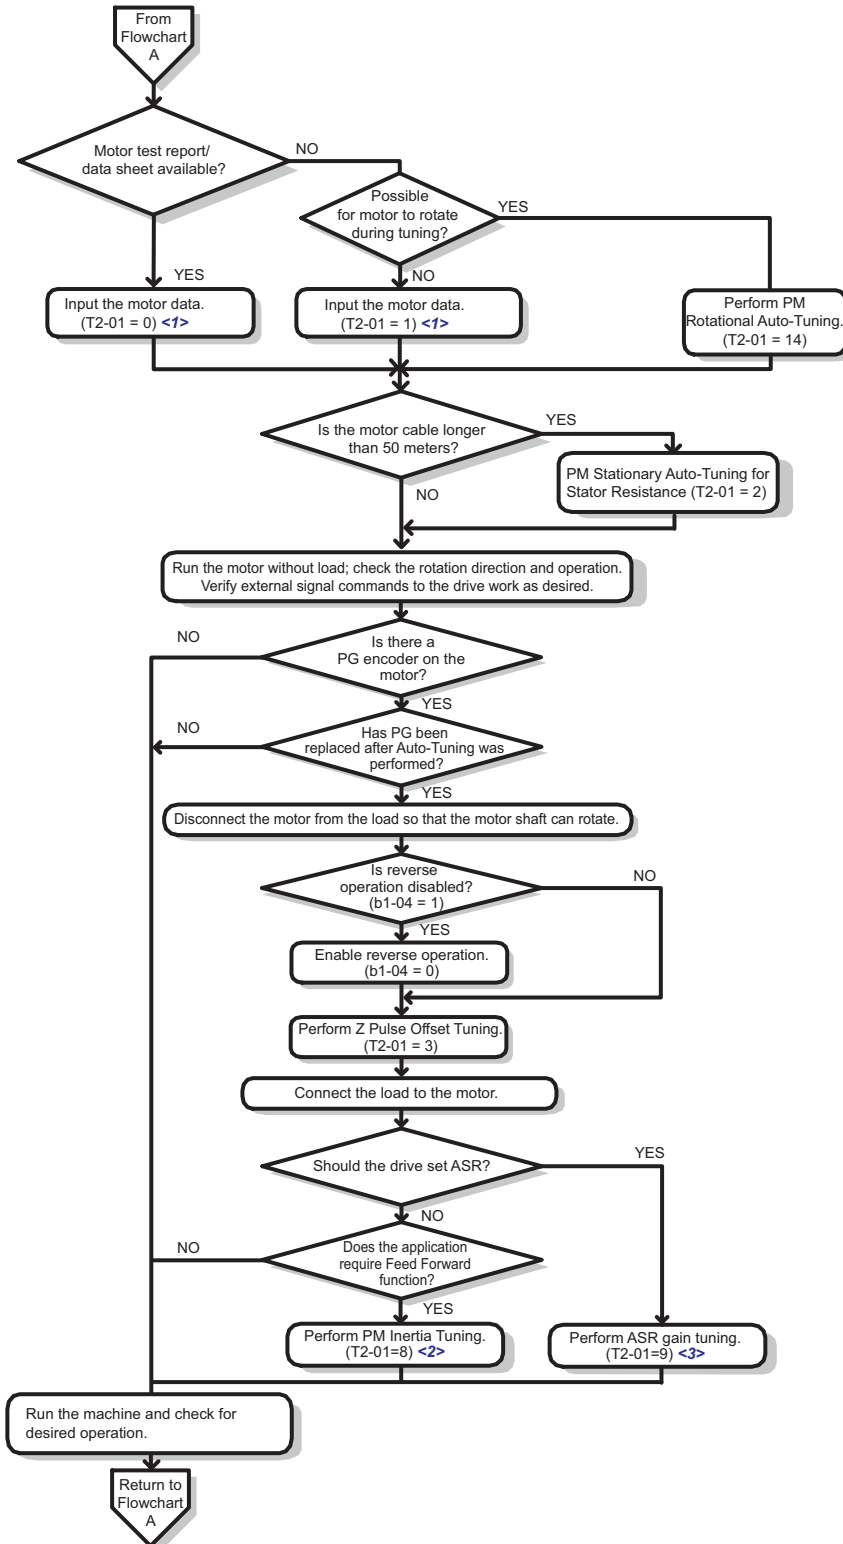 From
Flowchart
A
Motor test report/
data sheet available?
NO
Possible
for motor to rotate
during tuning?
YES
YES
NO
Input the motor data.
(T2-01 = 0) <1>
Input the motor data.
(T2-01 = 1) <1>
Perform PM
Rotational Auto-Tuning.
(T2-01 = 14)
Is the motor cable longer
than 50 meters?
YES
NO
PM Stationary Auto-Tuning for
Stator Resistance (T2-01 = 2)
Run the motor without load; check the rotation direction and operation.
Verify external signal commands to the drive work as desired.
NO
Is there a
PG encoder on the
motor?
YES
NO
Has PG been
replaced after Auto-Tuning was
performed?
YES
Disconnect the motor from the load so that the motor shaft can rotate.
Is reverse
operation disabled?
(b1-04 = 1)
NO
YES
Enable reverse operation.
(b1-04 = 0)
Perform Z Pulse Offset Tuning.
(T2-01 = 3)
Connect the load to the motor.
Should the drive set ASR?
YES
NO
NO
Does the application
require Feed Forward
function?
YES
Perform PM Inertia Tuning.
(T2-01=8) <2>
Perform ASR gain tuning.
(T2-01=9) <3>
Run the machine and check for
desired operation.
Return to
Flowchart
A